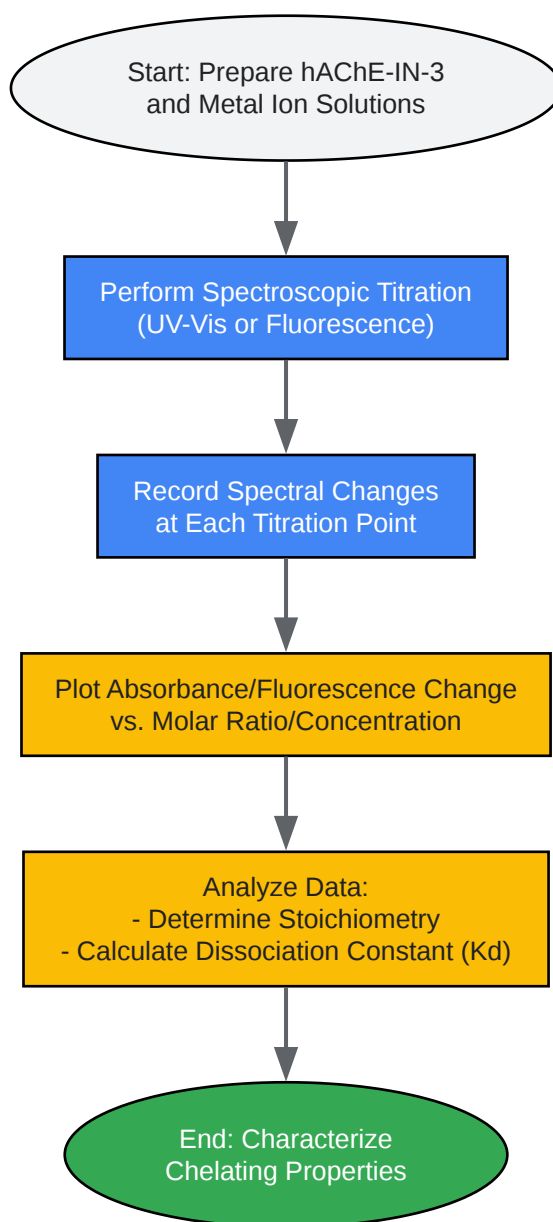 Start: Prepare hAChE-IN-3
and Metal Ion Solutions
Perform Spectroscopic Titration
(UV-Vis or Fluorescence)
Record Spectral Changes
at Each Titration Point
Plot Absorbance/Fluorescence Change
vs. Molar Ratio/Concentration
Analyze Data:
- Determine Stoichiometry
- Calculate Dissociation Constant (Kd)
End: Characterize
Chelating Properties